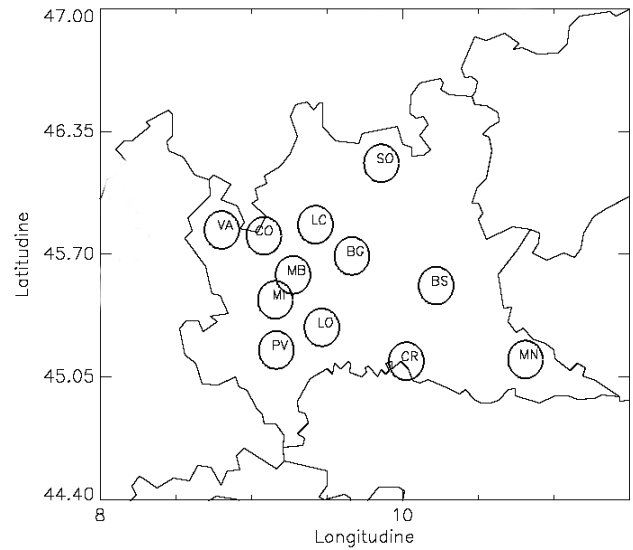 47.00
46.35
SO
VA
CO
LC
BG
45.70
MB
BS
MI
LO
PV
CR
MN
45.05
44.40
8
10
Latitudine
Longitudine